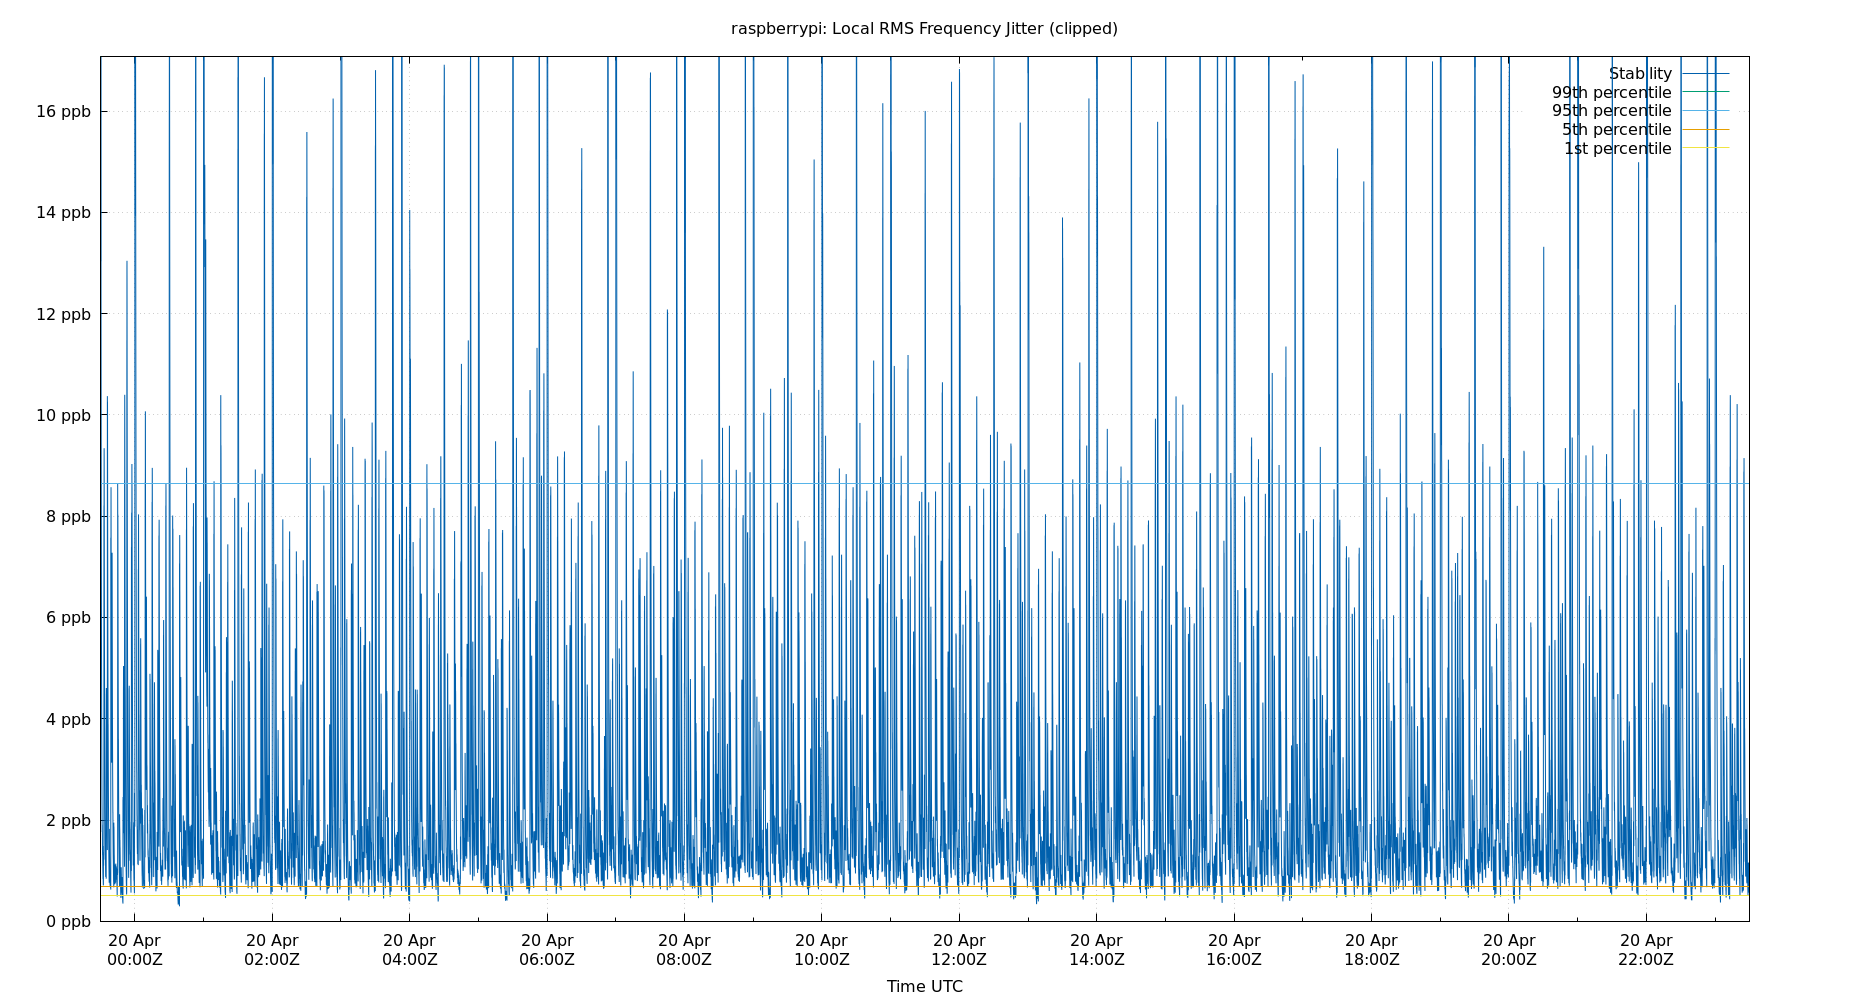 raspberrypi: Local RMS Frequency Jitter (clipped)
Stability
99th percentile
95th percentile
5th percentile
1st percentile
16 ppb
14 ppb
12 ppb
10 ppb
8 ppb
6 ppb
4 ppb
2 ppb
0 ppb
20 Apr 20 Apr 20 Apr 20 Apr 20 Apr 20 Apr 20 Apr 20 Apr 20 Apr 20 Apr 20 Apr 20 Apr
00:00Z 02:00Z 04:00Z 06:00Z 08:00Z 10:00Z 12:00Z 14:00Z 16:00Z 18:00Z 20:00Z 22:00Z
Time UTC